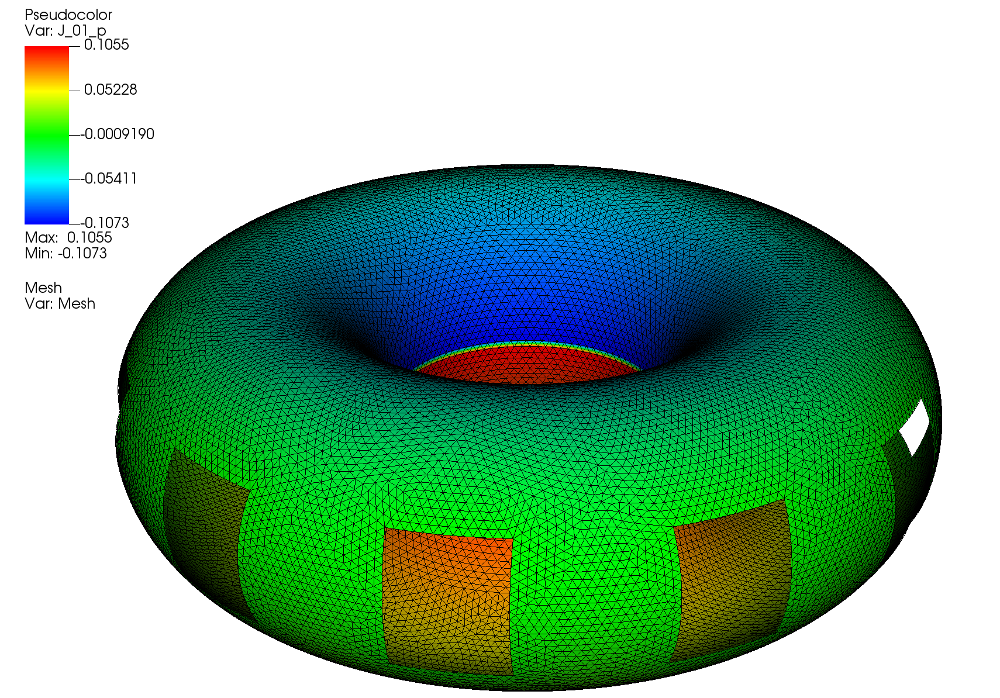 Pseudocolor
Var: J_01_p
0.1055
0.05228
-0.0009190
-0.05411
-0.1073
Max: 0.1055
Min: -0.1073
Mesh
Var: Mesh